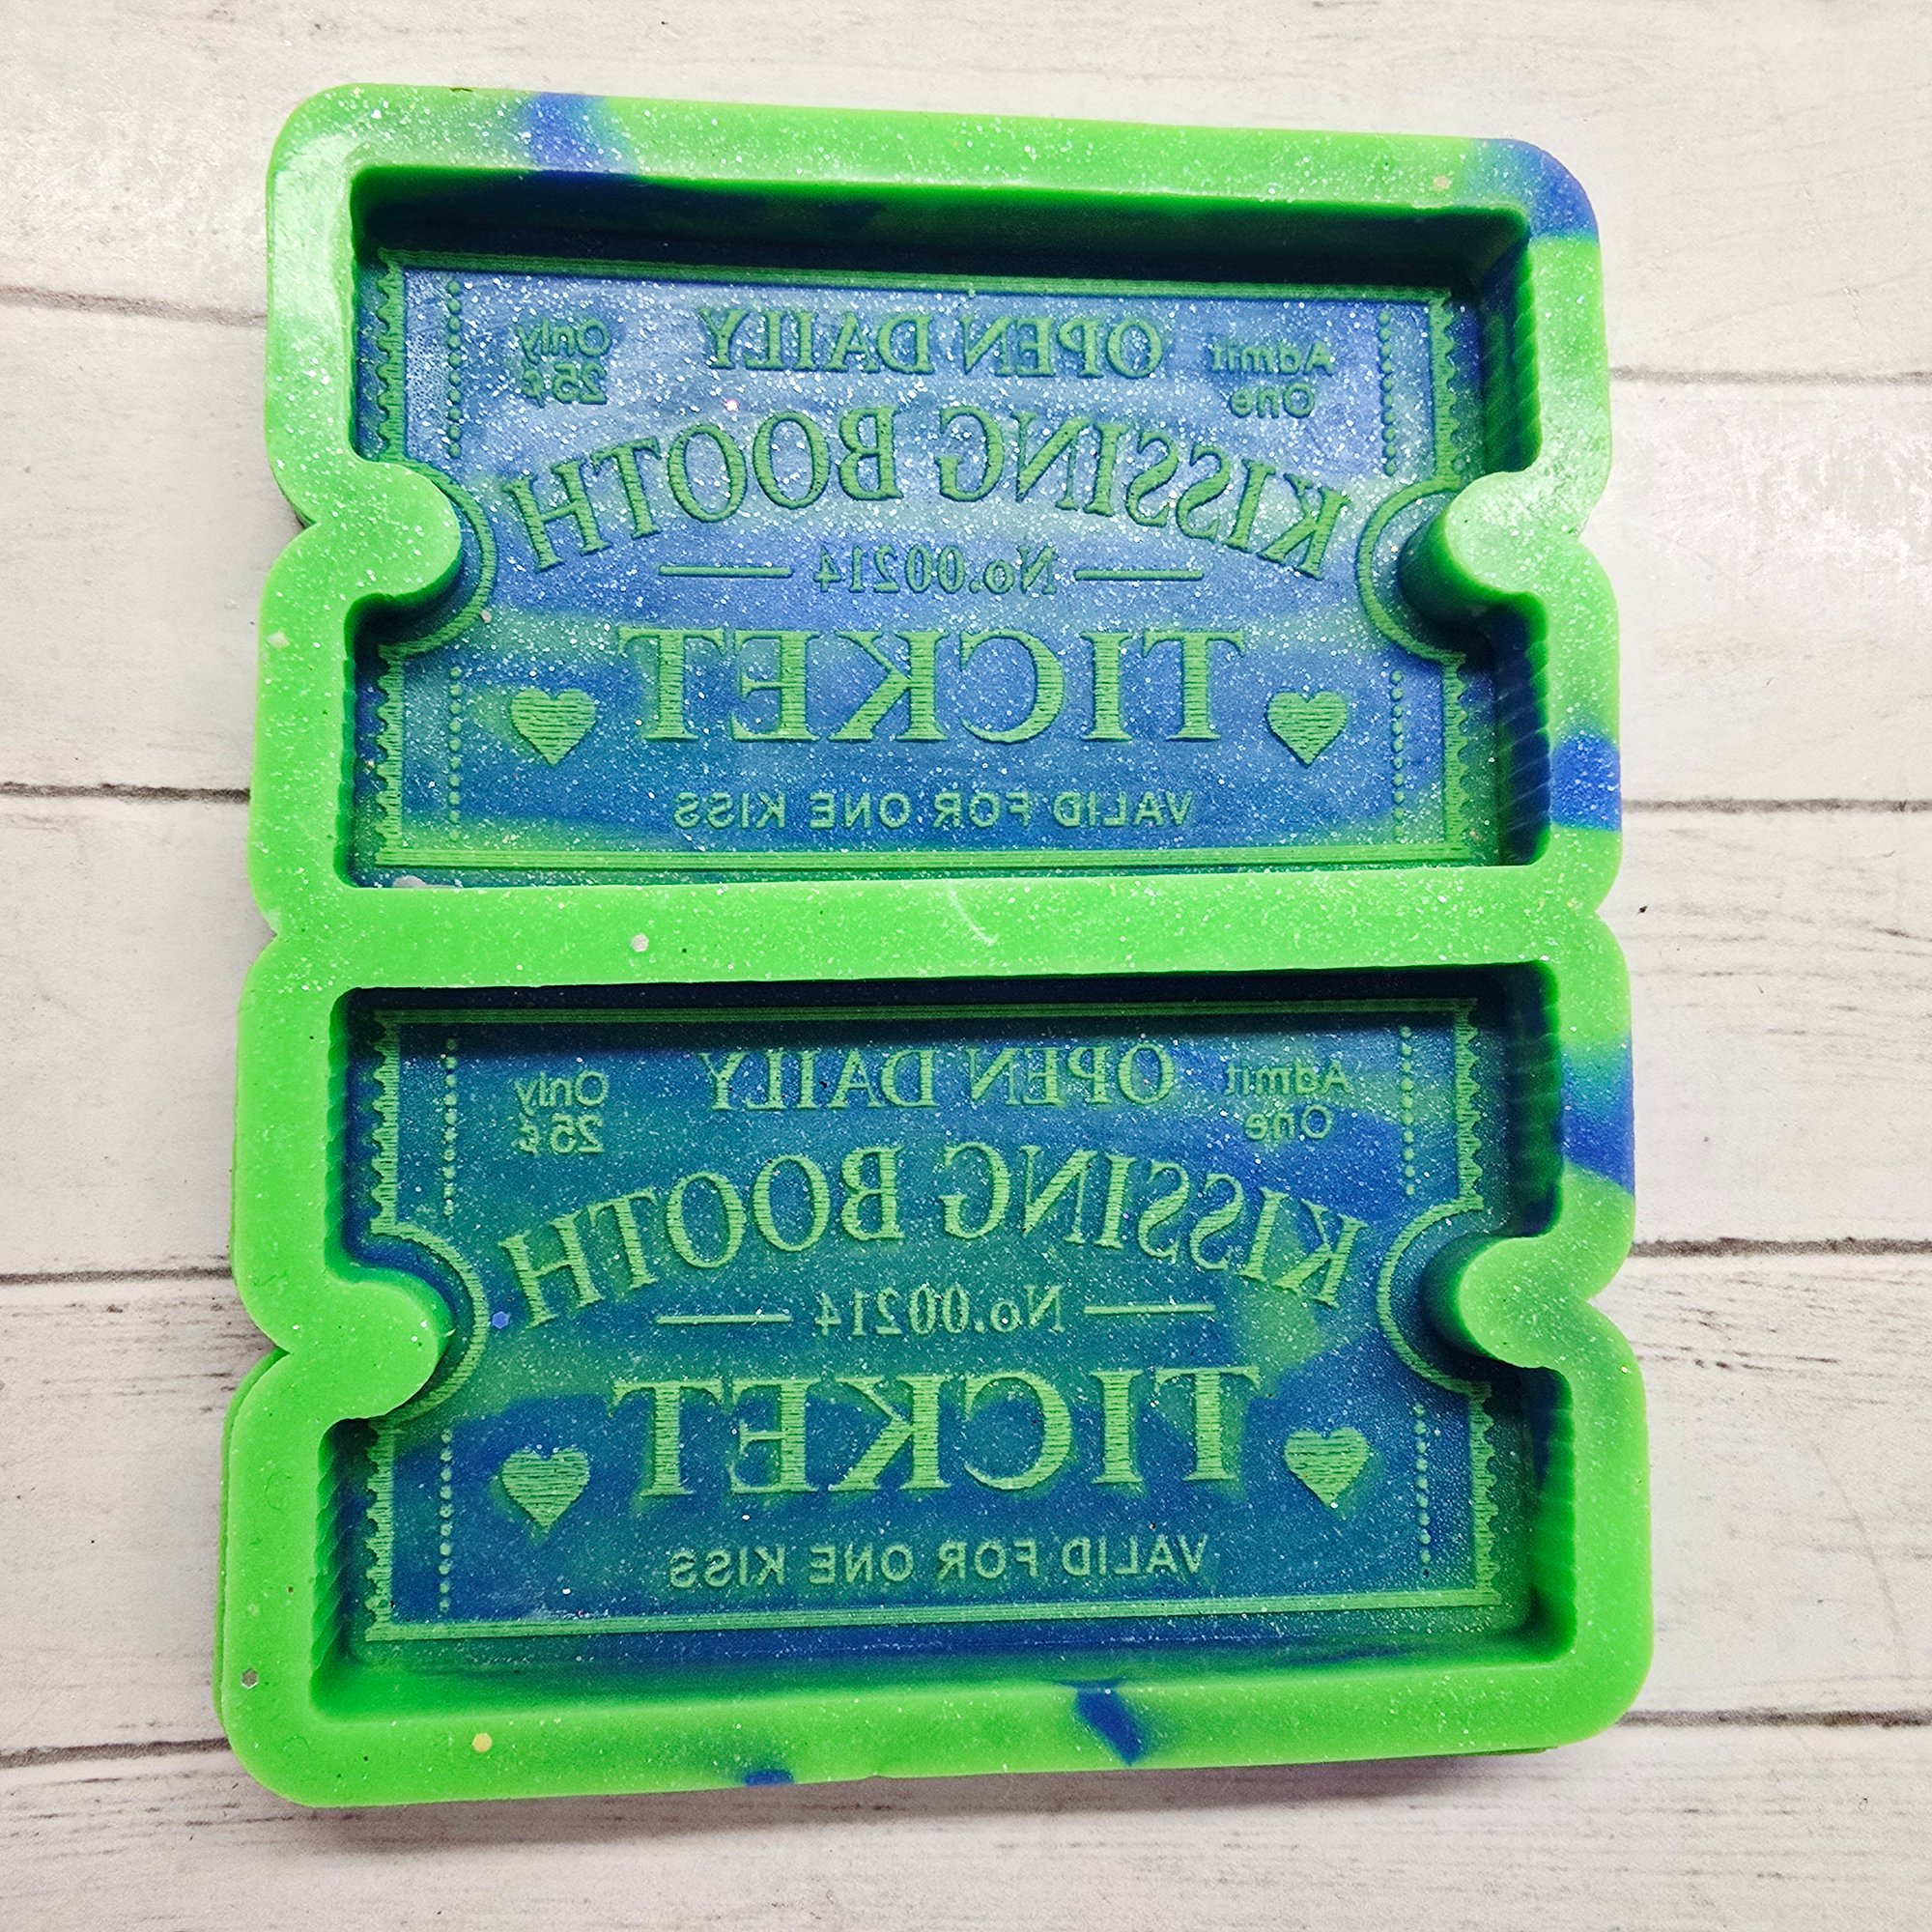 Admit One OPEN DAILY Only 25¢
KISSING BOOTH
No.00214
TICKET
VALID FOR ONE KISS
Admit One OPEN DAILY Only 25¢
KISSING BOOTH
No.00214
TICKET
VALID FOR ONE KISS